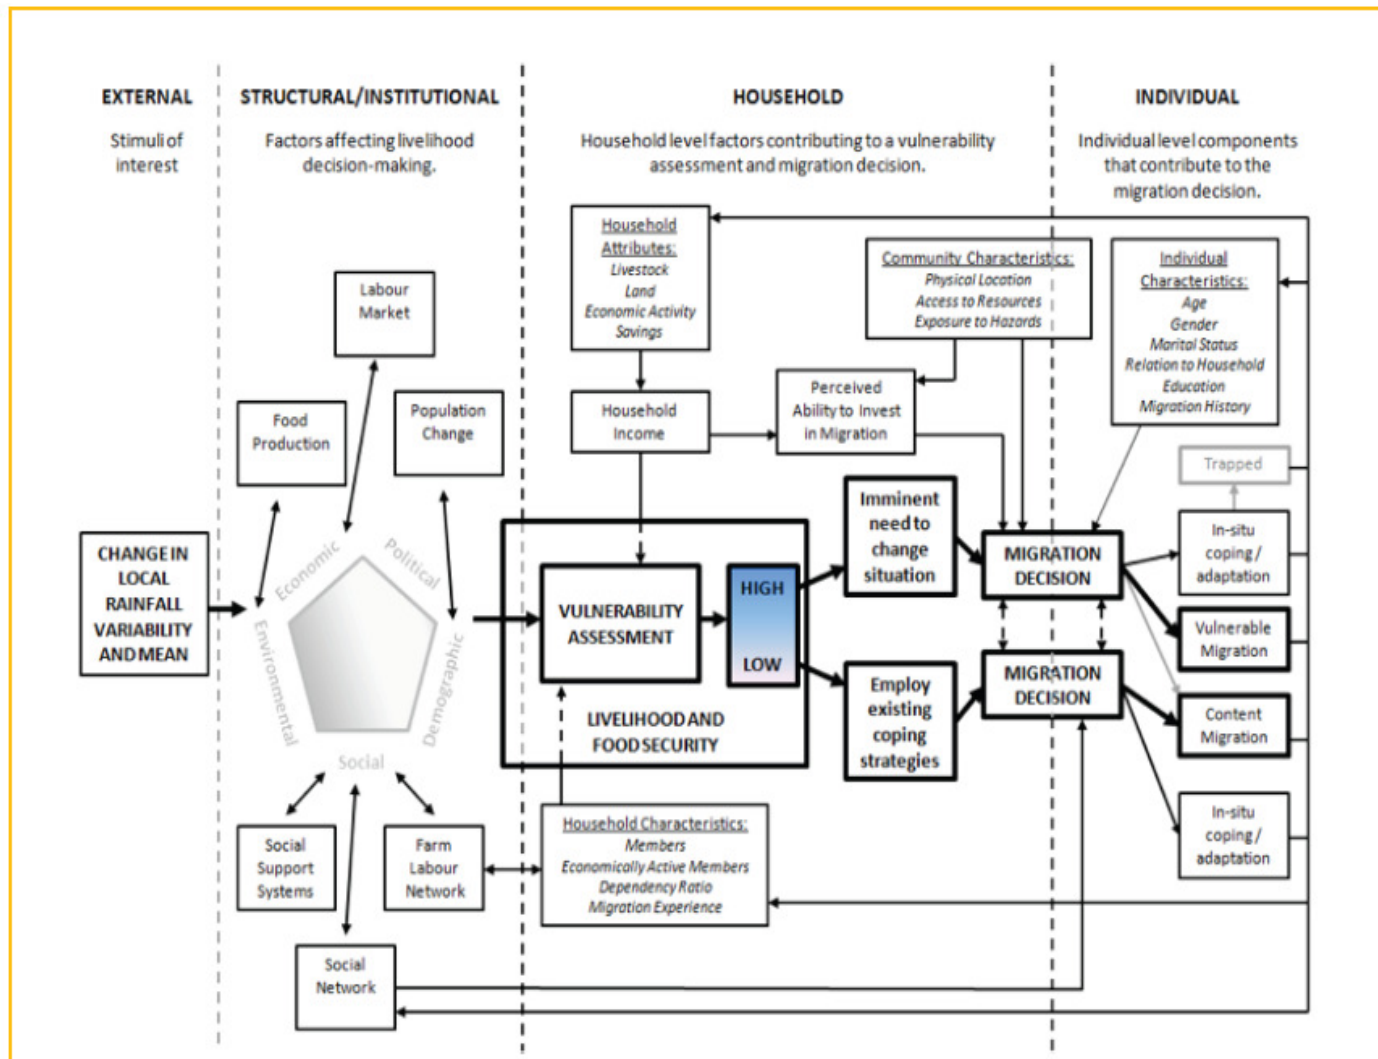 EXTERNAL
Stimuli of
interest
STRUCTURAL/INSTITUTIONAL
Factors affecting livelihood
decision-making.
HOUSEHOLD
Household level factors contributing to a vulnerability
assessment and migration decision.
INDIVIDUAL
Individual level components
that contribute to the
migration decision.
CHANGE IN
LOCAL
RAINFALL
VARIABILITY
AND MEAN
Labour
Market
Food
Production
Population
Change
Economic
Political
Environmental
Demographic
Social
Social
Support
Systems
Farm
Labour
Network
Social
Network
Household
Attributes:
Livestock
Land
Economic Activity
Savings
Household
Income
Perceived
Ability to Invest
in Migration
Community Characteristics:
Physical Location
Access to Resources
Exposure to Hazards
VULNERABILITY
ASSESSMENT
HIGH
LOW
LIVELIHOOD AND
FOOD SECURITY
Imminent
need to
change
situation
Employ
existing
coping
strategies
Household Characteristics:
Members
Economically Active Members
Dependency Ratio
Migration Experience
MIGRATION
DECISION
MIGRATION
DECISION
Individual
Characteristics:
Age
Gender
Marital Status
Relation to Household
Education
Migration History
Trapped
In-situ
coping /
adaptation
Vulnerable
Migration
Content
Migration
In-situ
coping /
adaptation